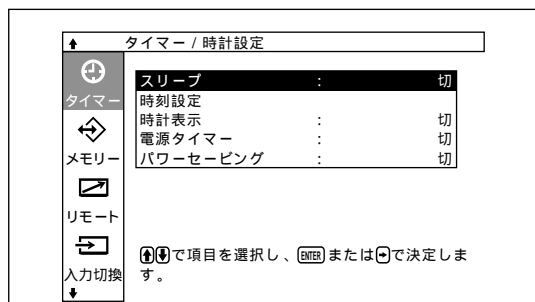 タイマー / 時計設定
タイマー
メモリー
リモート
入力切換
スリープ : 切
時刻設定
時計表示 : 切
電源タイマー : 切
パワーセービング : 切
で項目を選択し、ENTERまたはで決定しま
す。